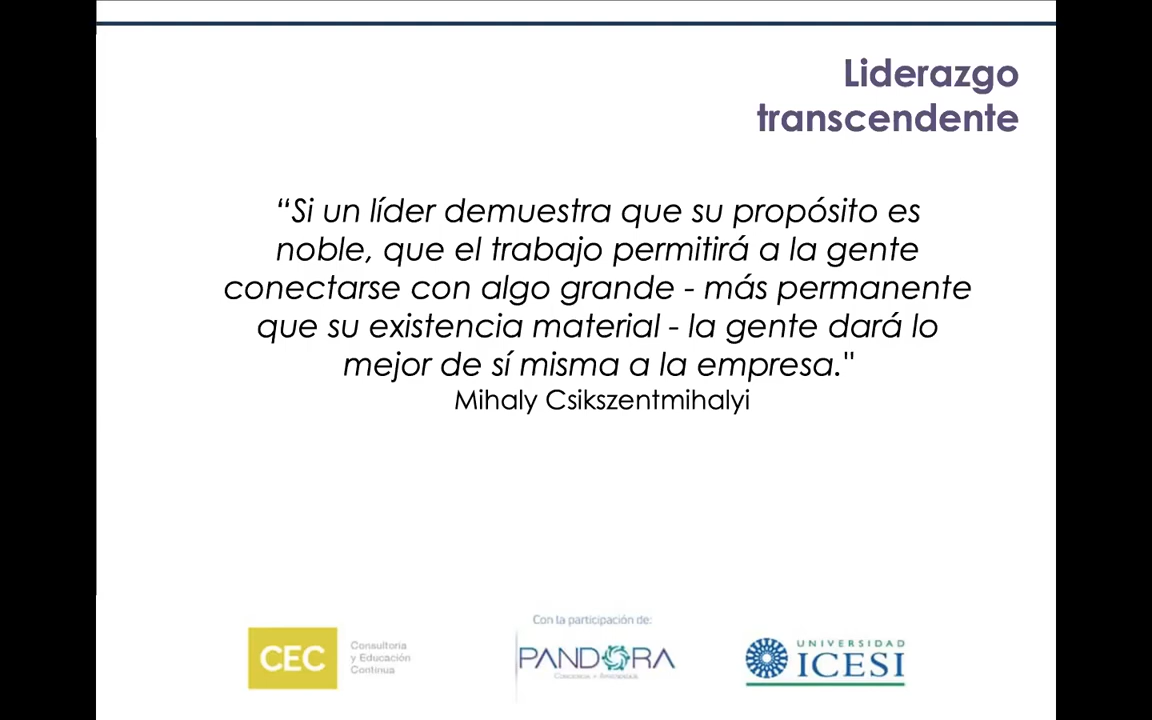 Liderazgo
transcendente
“Si un líder demuestra que su propósito es
noble, que el trabajo permitirá a la gente
conectarse con algo grande - más permanente
que su existencia material - la gente dará lo
mejor de sí misma a la empresa."
Mihaly Csikszentmihalyi
CEC
Consultoría
y Educación
Continua
Con la participación de:
PANDORA
UNIVERSIDAD
ICESI